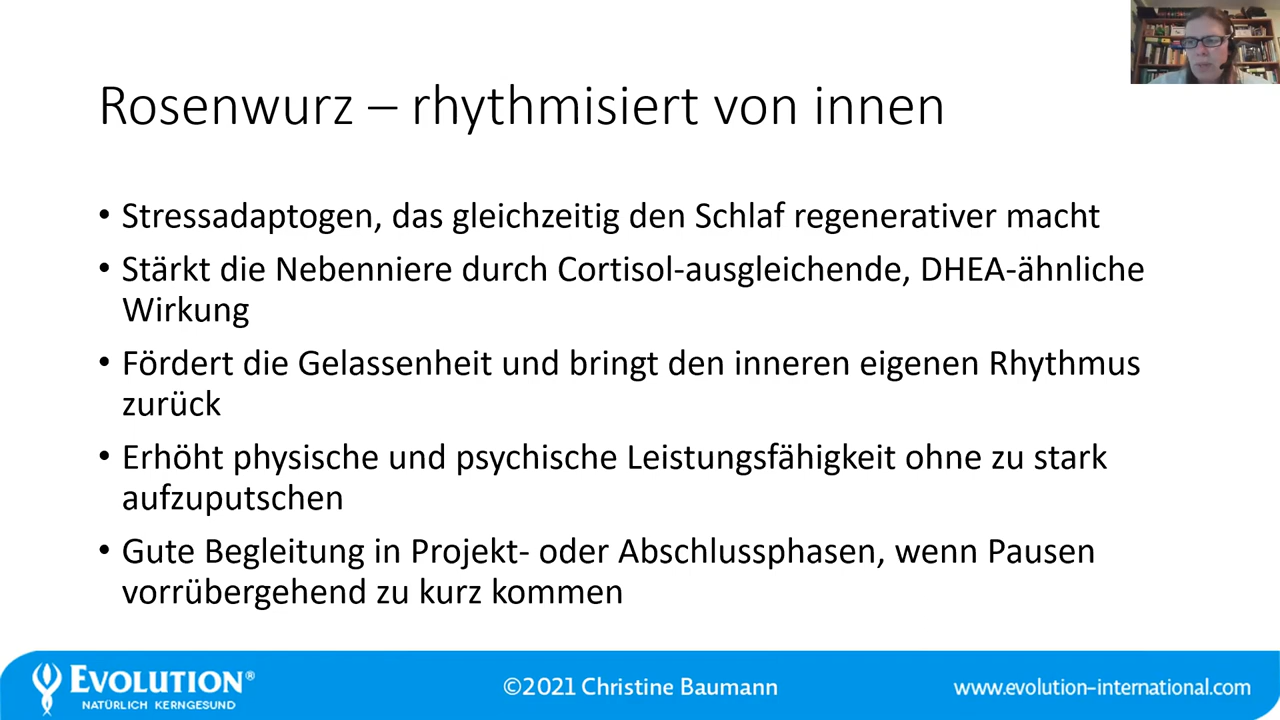 Rosenwurz – rhythmisiert von innen
• Stressadaptogen, das gleichzeitig den Schlaf regenerativer macht
• Stärkt die Nebenniere durch Cortisol-ausgleichende, DHEA-ähnliche
Wirkung
• Fördert die Gelassenheit und bringt den inneren eigenen Rhythmus
zurück
• Erhöht physische und psychische Leistungsfähigkeit ohne zu stark
aufzuputschen
• Gute Begleitung in Projekt- oder Abschlussphasen, wenn Pausen
vorrübergehend zu kurz kommen
EVOLUTION®
NATÜRLICH KERNGESUND
©2021 Christine Baumann
www.evolution-international.com